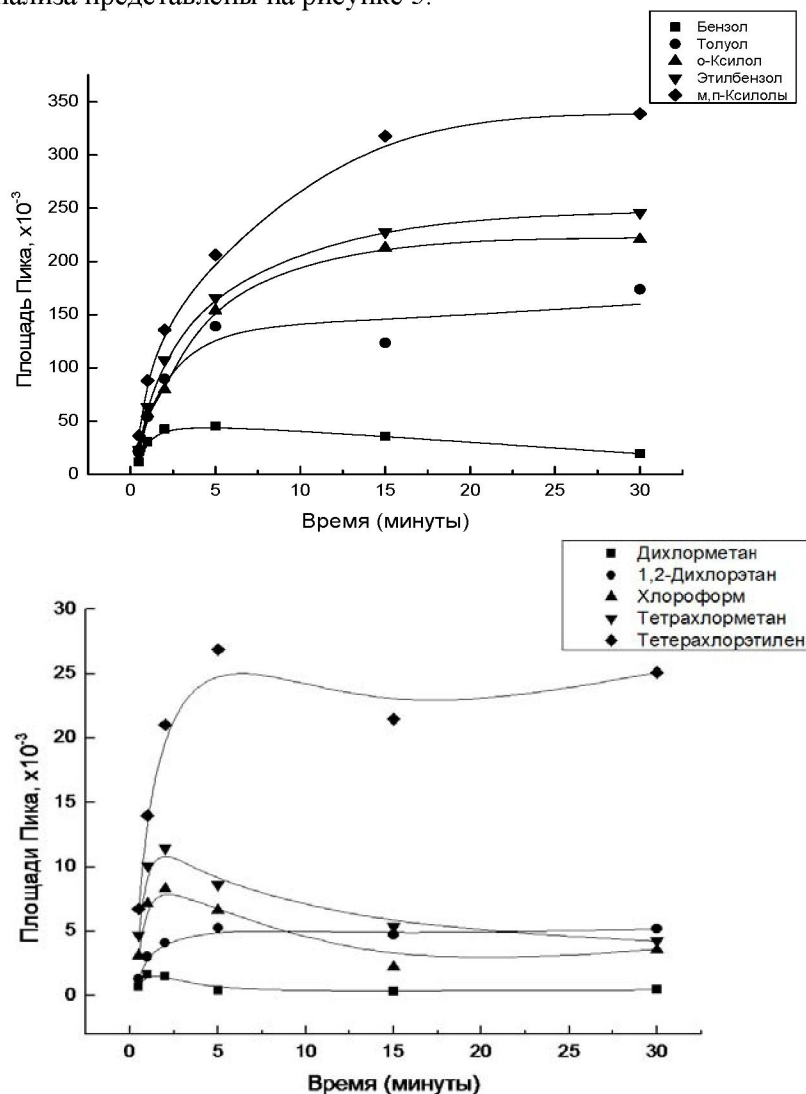 нализа представлены на рисунке 3.
Бензол
Толуол
о-Ксилол
Этилбензол
м,п-Ксилолы
350
300
250
200
150
100
50
0
Площадь Пика, x10⁻³
0 5 10 15 20 25 30
Время (минуты)
Дихлорметан
1,2-Дихлорэтан
Хлороформ
Тетрахлорметан
Тетерахлорэтилен
30
25
20
15
10
5
0
Площади Пика, x10⁻³
0 5 10 15 20 25 30
Время (минуты)